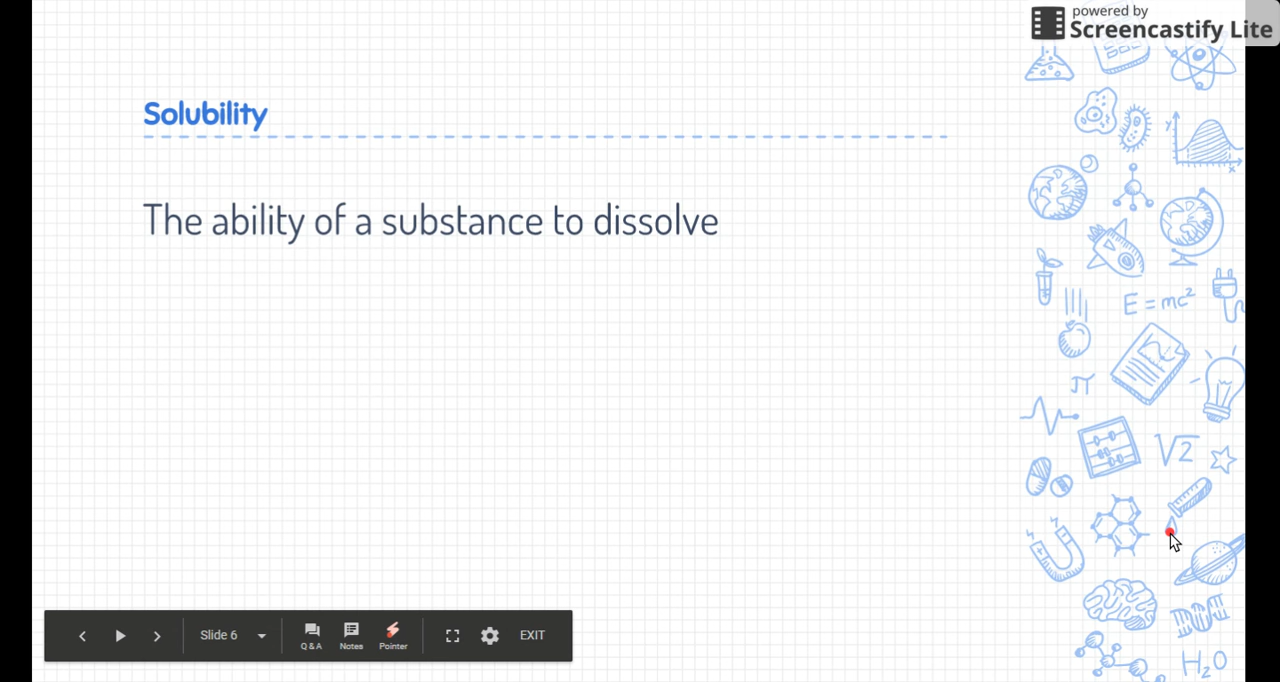 powered by
Screencastify Lite
Solubility
The ability of a substance to dissolve
y
x
E=mc²
π
√2
H₂O
Slide 6
Q & A
Notes
Pointer
EXIT